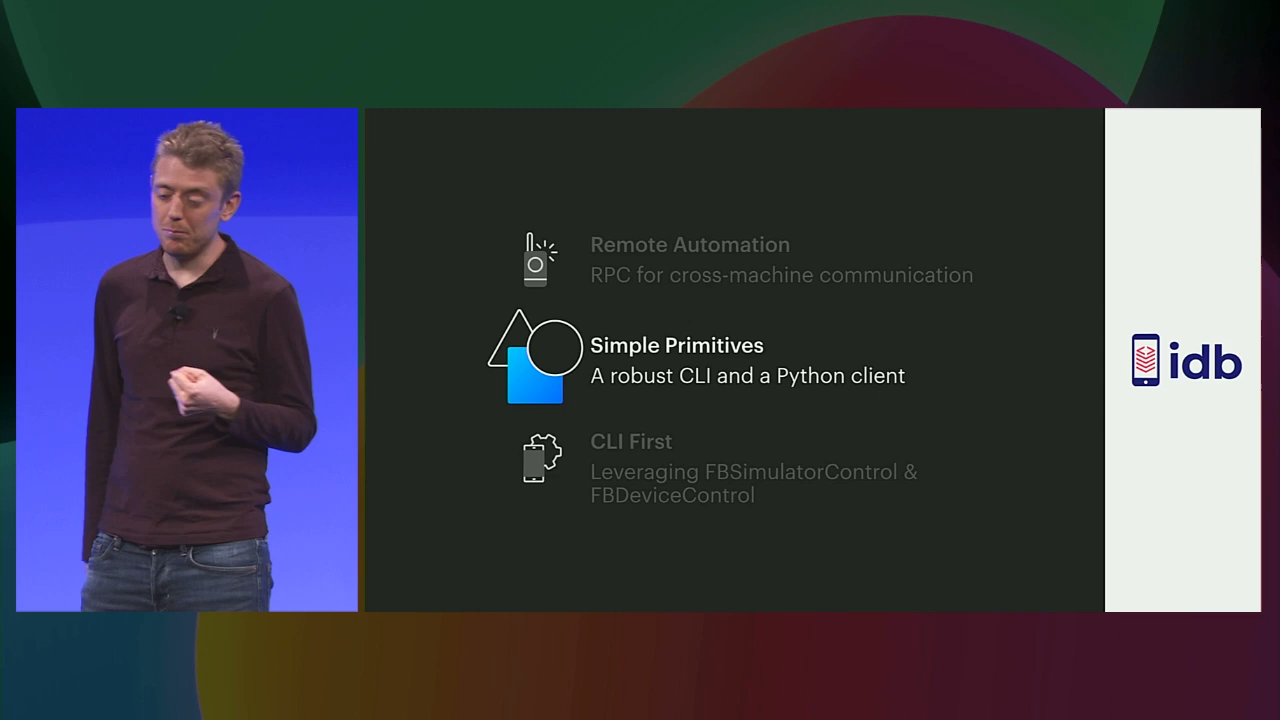 Remote Automation
RPC for cross-machine communication
Simple Primitives
A robust CLI and a Python client
CLI First
Leveraging FBSimulatorControl &
FBDeviceControl
idb